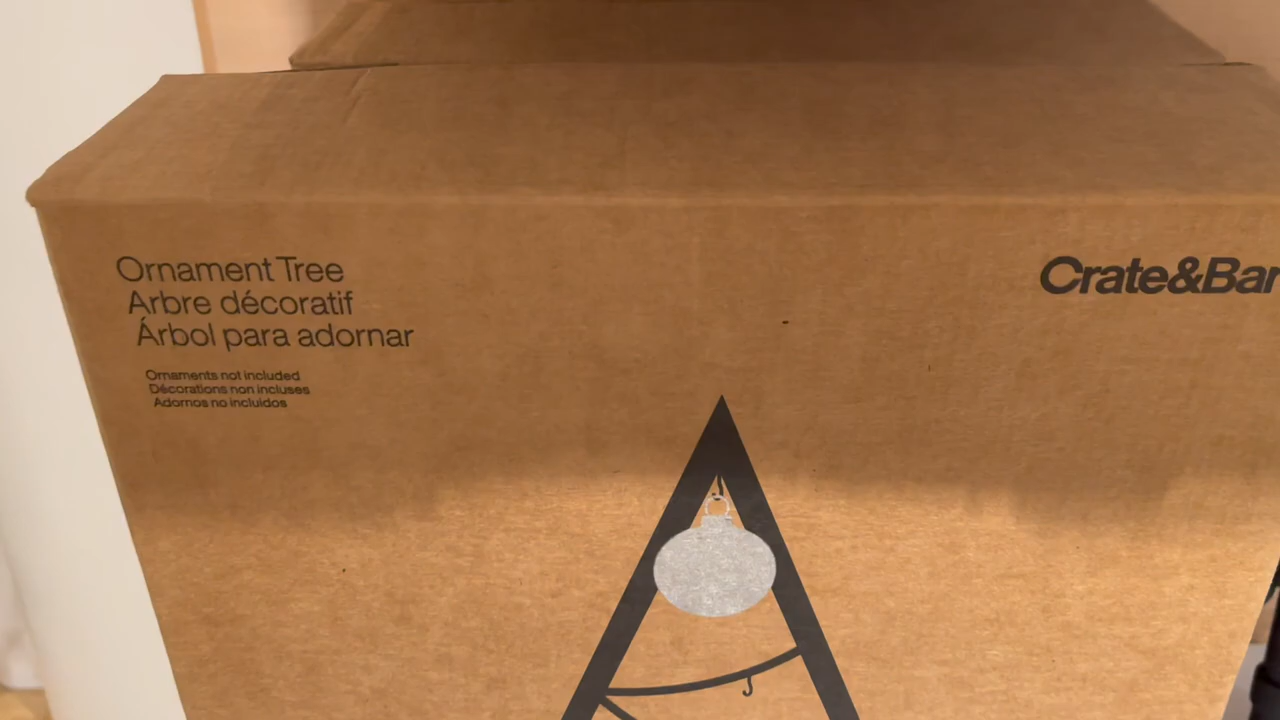 Ornament Tree
Arbre décoratif
Árbol para adornar
Ornaments not included
Décorations non incluses
Adornos no incluidos
Crate&Bar